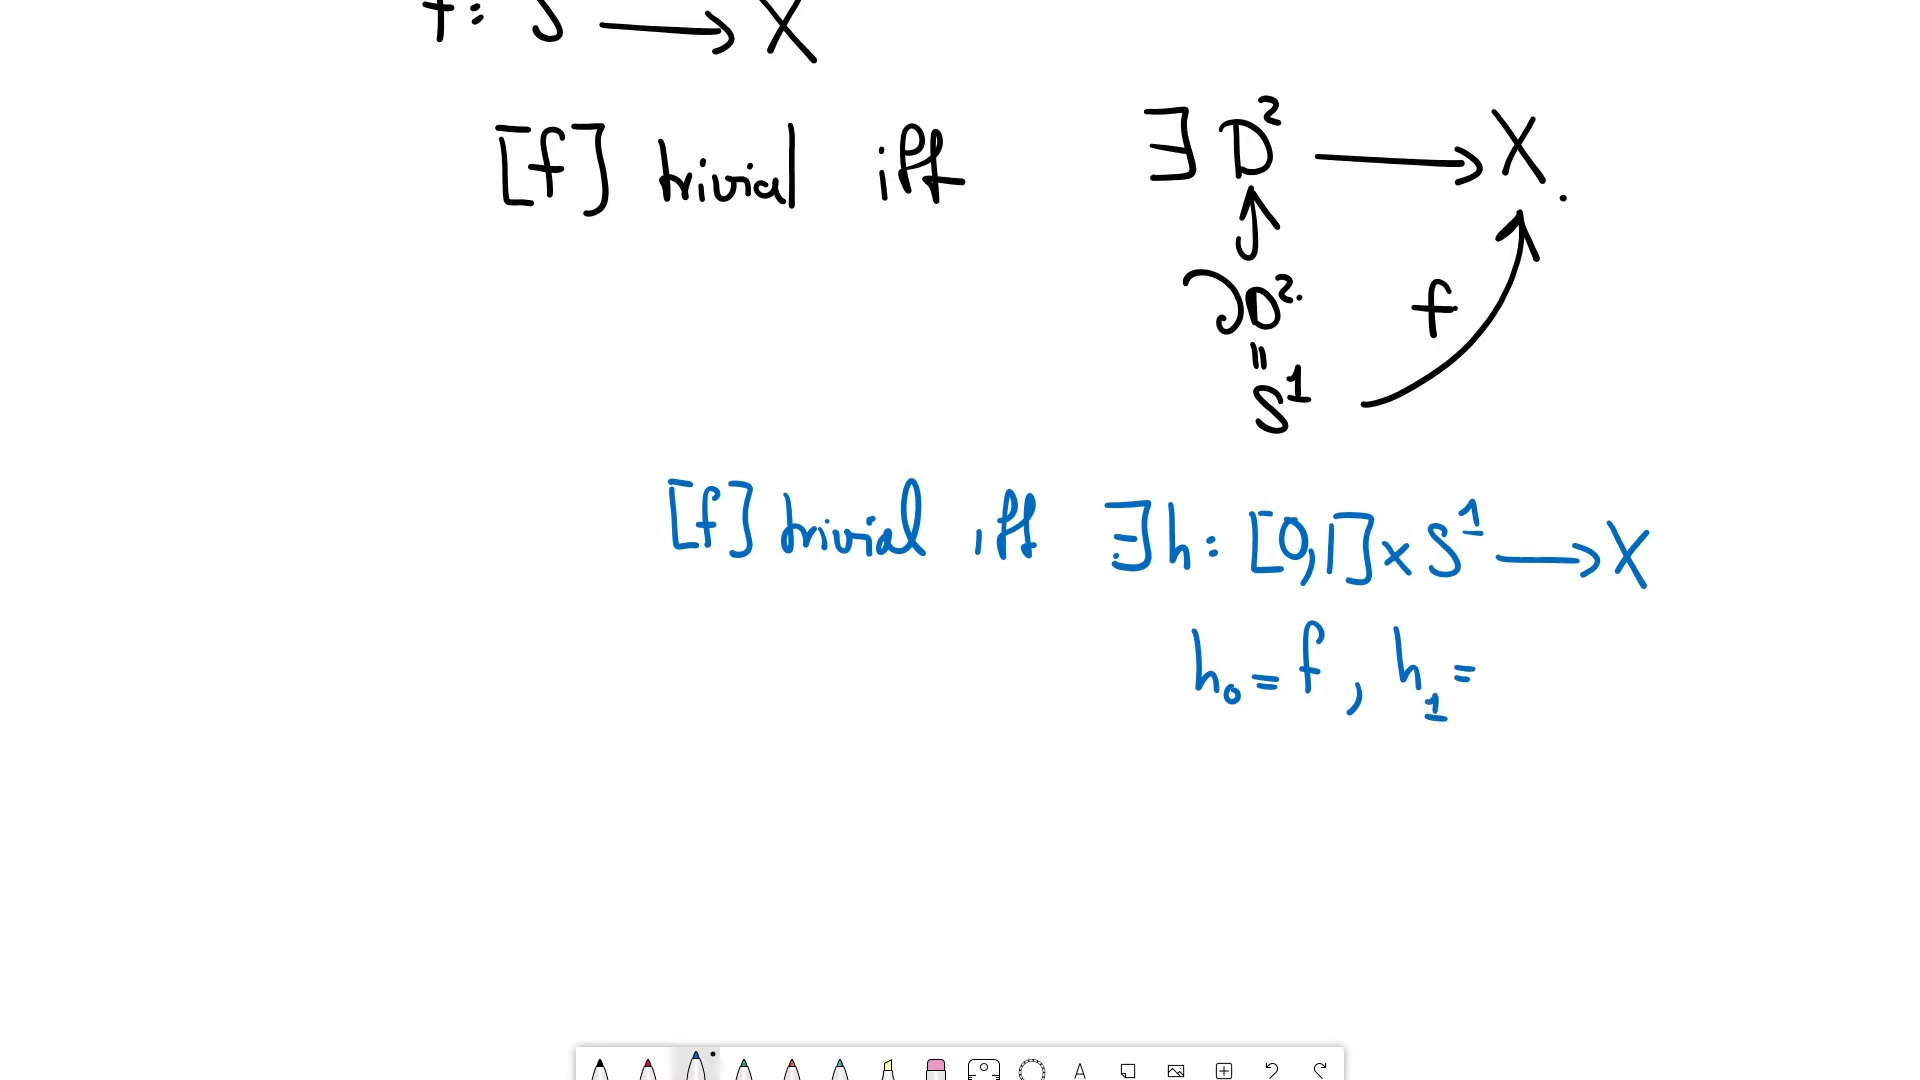 f: S ⟶ X
[f] trivial iff ∃ D² ⟶ X.
∂D²
=
f
S¹
[f] trivial iff ∃ h: [0,1] × S¹ ⟶ X
h₀ = f , h₁ =
A